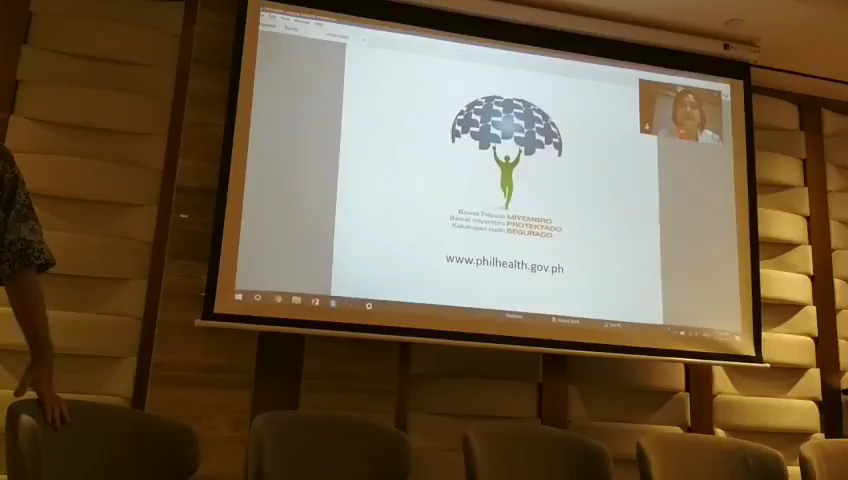 Bawat Pilipino MIYEMBRO
Bawat miyembro PROTEKTADO
Kalusugan natin SEGURADO
www.philhealth.gov.ph